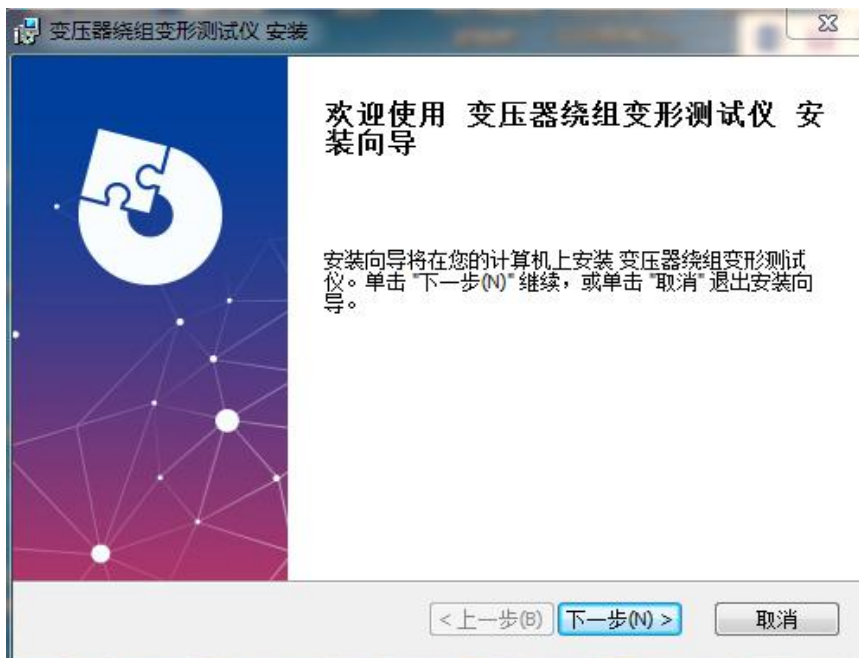 变压器绕组变形测试仪 安装
欢迎使用 变压器绕组变形测试仪 安
装向导
安装向导将在您的计算机上安装 变压器绕组变形测试
仪。单击 "下一步(N)" 继续，或单击 "取消" 退出安装向
导。
<上一步(B) 下一步(N) > 取消